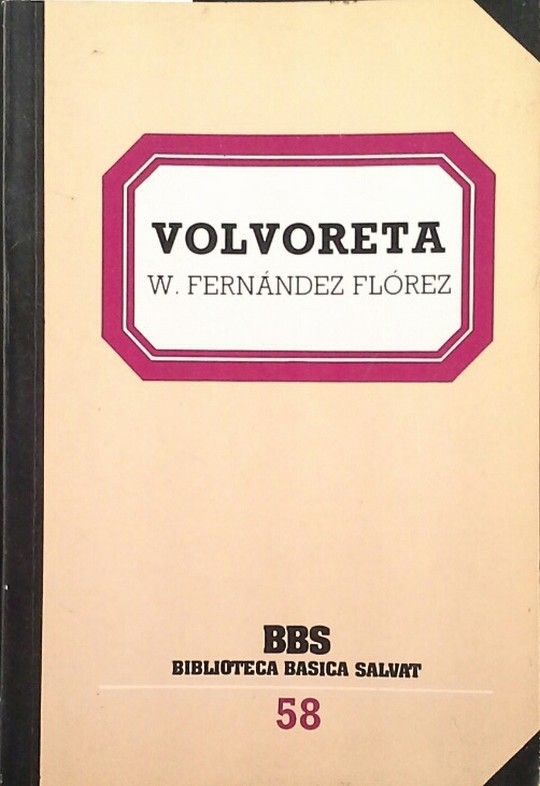 VOLVORETA
W. FERNÁNDEZ FLÓREZ
BBS
BIBLIOTECA BASICA SALVAT
58